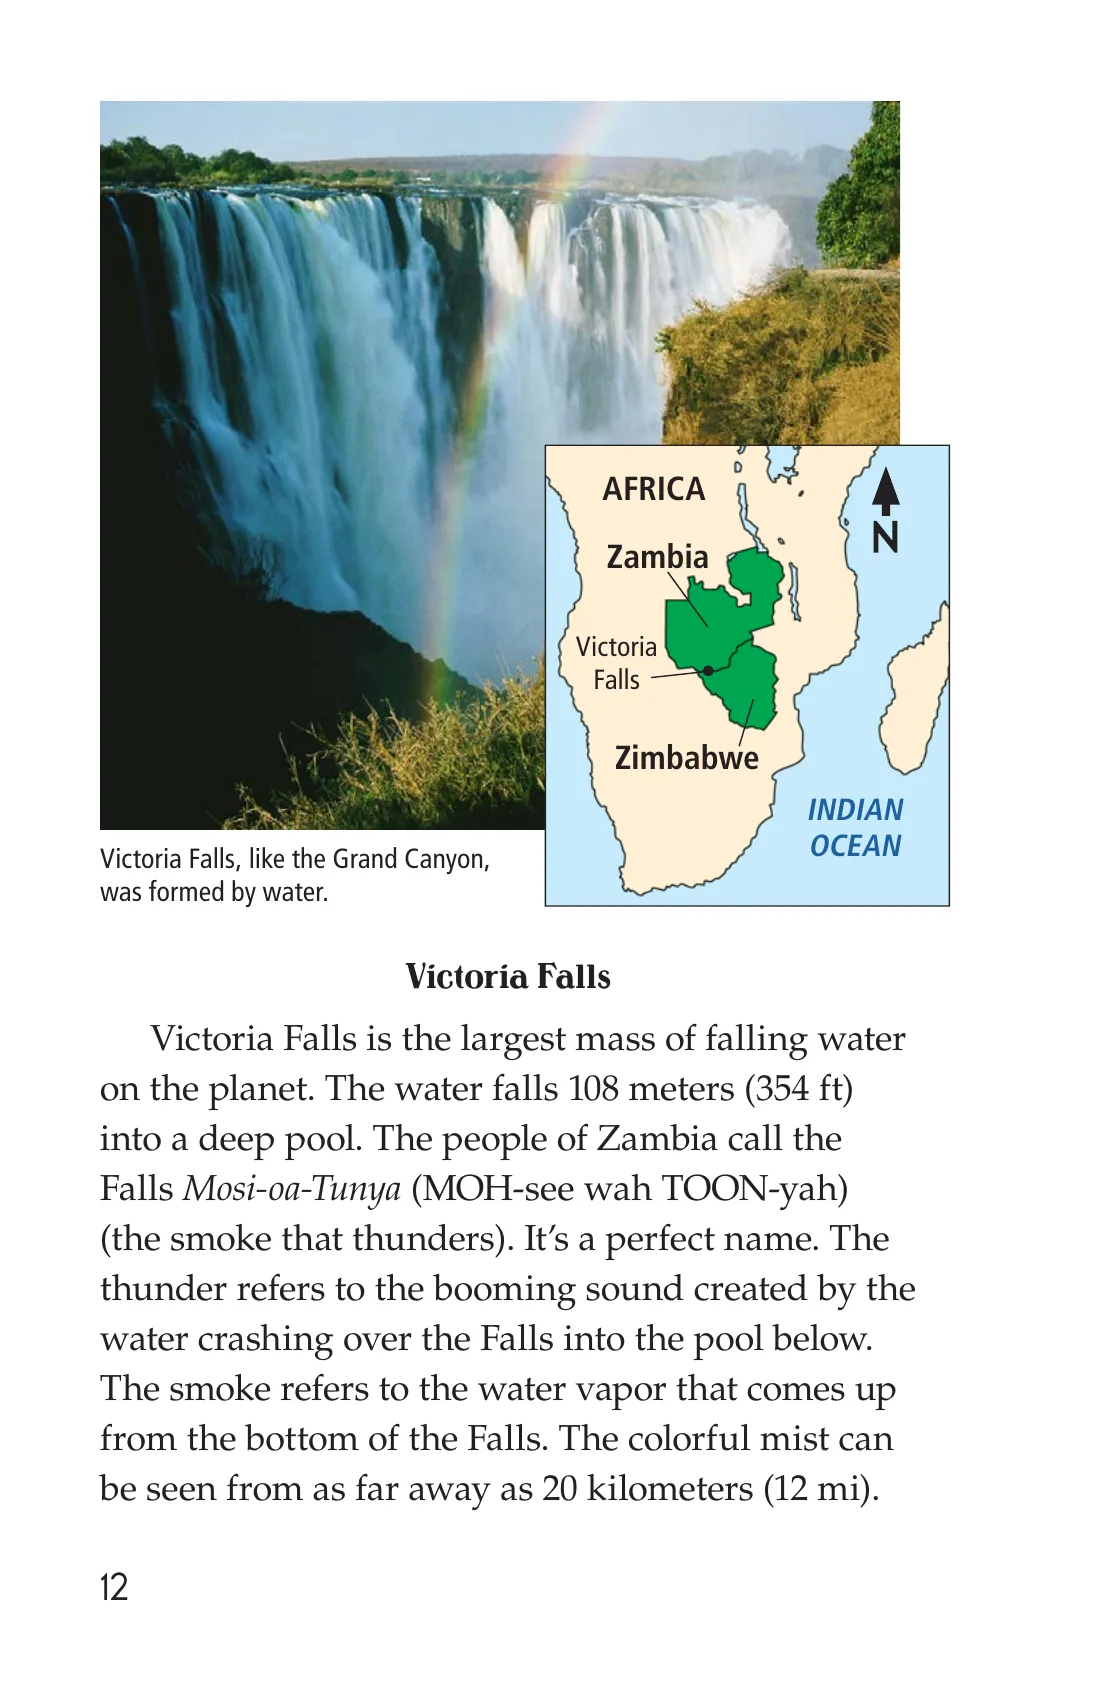 AFRICA
N
Zambia
Victoria
Falls
Zimbabwe
INDIAN
OCEAN
Victoria Falls, like the Grand Canyon,
was formed by water.
Victoria Falls
Victoria Falls is the largest mass of falling water
on the planet. The water falls 108 meters (354 ft)
into a deep pool. The people of Zambia call the
Falls Mosi-oa-Tunya (MOH-see wah TOON-yah)
(the smoke that thunders). It’s a perfect name. The
thunder refers to the booming sound created by the
water crashing over the Falls into the pool below.
The smoke refers to the water vapor that comes up
from the bottom of the Falls. The colorful mist can
be seen from as far away as 20 kilometers (12 mi).
12